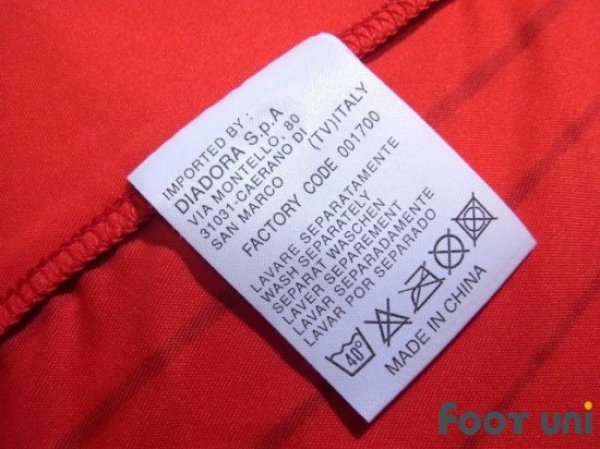 IMPORTED BY :
DIADORA S.p.A
VIA MONTELLO, 80
31031-CAERANO DI
SAN MARCO (TV)ITALY
FACTORY CODE 001700
LAVARE SEPARATAMENTE
WASH SEPARATELY
SEPARAT WASCHEN
LAVER SEPAREMENT
LAVAR SEPARADAMENTE
LAVAR POR SEPARADO
40°
MADE IN CHINA
FOOT UNI